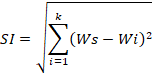 SI = √∑_{i=1}^{k}(Ws - Wi)²